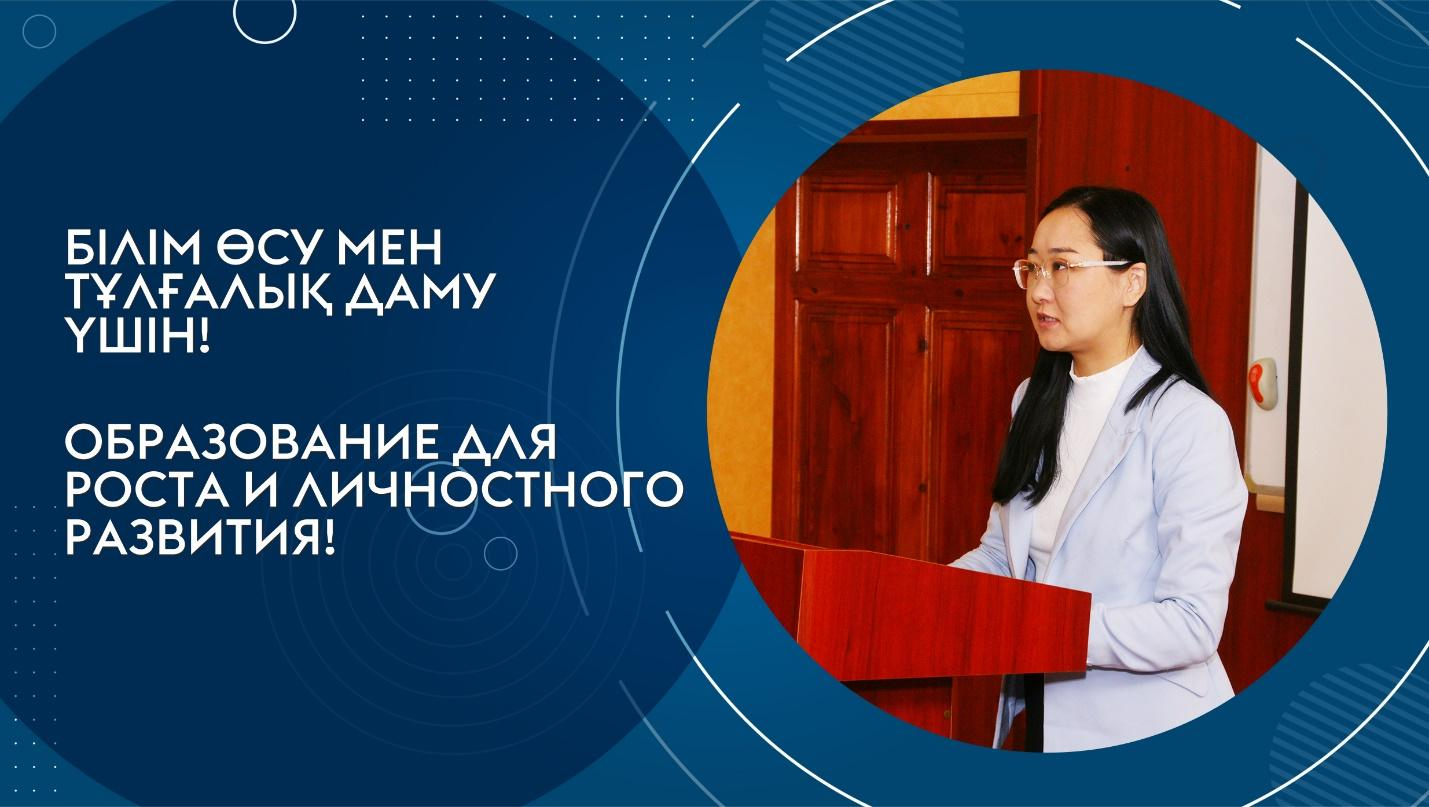 БІЛІМ ӨСУ МЕН
ТҰЛҒАЛЫҚ ДАМУ
ҮШІН!
ОБРАЗОВАНИЕ ДЛЯ
РОСТА И ЛИЧНОСТНОГО
РАЗВИТИЯ!